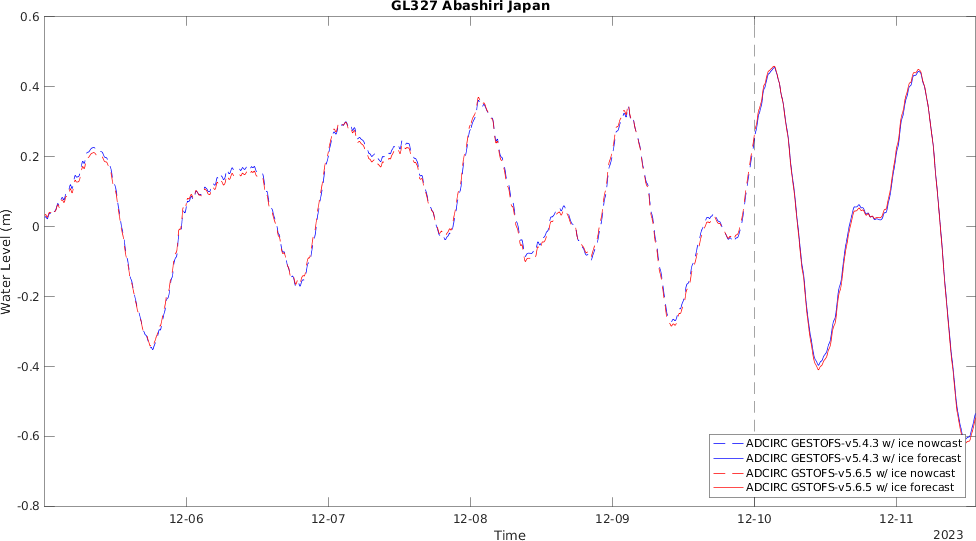 GL327 Abashiri Japan
Water Level (m)
0.6
0.4
0.2
0
-0.2
-0.4
-0.6
-0.8
ADCIRC GESTOFS-v5.4.3 w/ ice nowcast
ADCIRC GESTOFS-v5.4.3 w/ ice forecast
ADCIRC GSTOFS-v5.6.5 w/ ice nowcast
ADCIRC GSTOFS-v5.6.5 w/ ice forecast
12-06 12-07 12-08 12-09 12-10 12-11
Time
2023